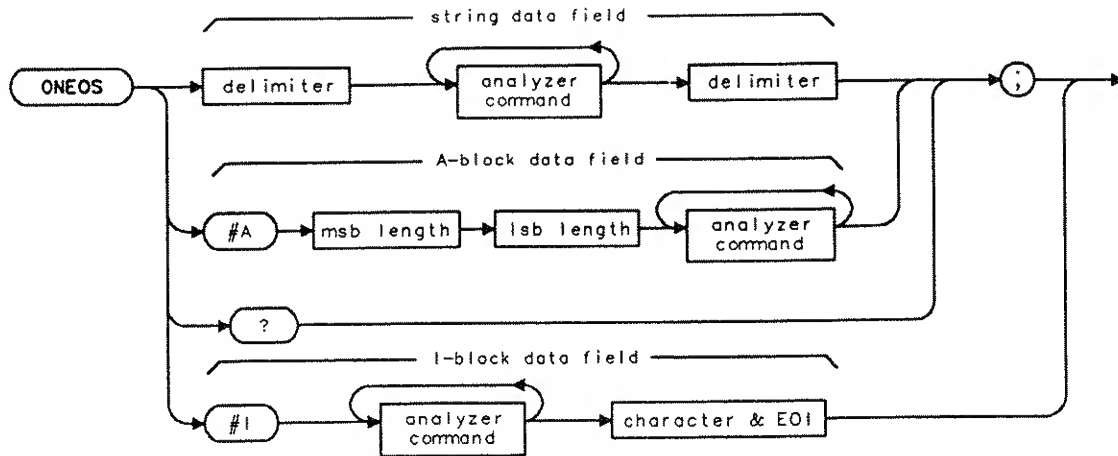 string data field
ONEOS
delimiter
analyzer
command
delimiter
;
A-block data field
#A
msb length
lsb length
analyzer
command
?
I-block data field
#I
analyzer
command
character & EOI